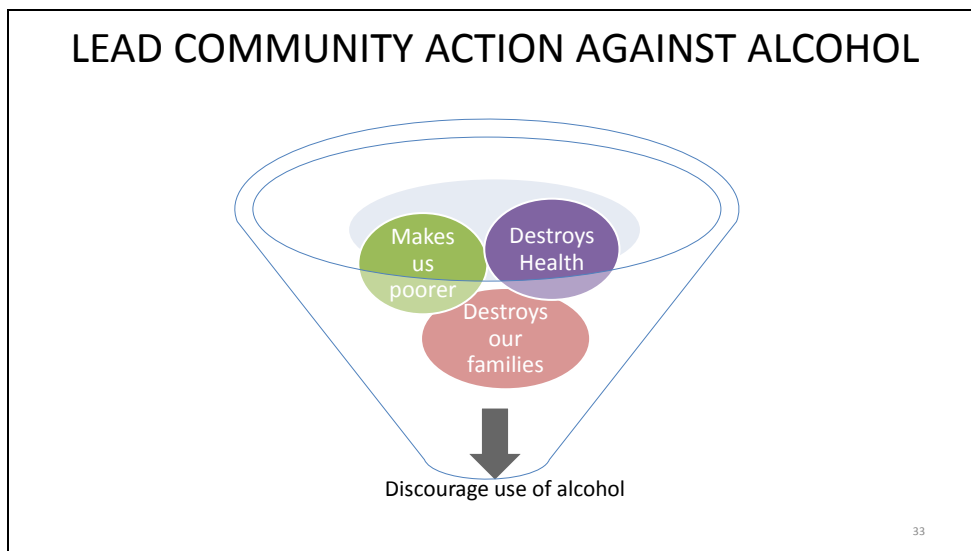 LEAD COMMUNITY ACTION AGAINST ALCOHOL
Makes
us
poorer
Destroys
Health
Destroys
our
families
Discourage use of alcohol
33